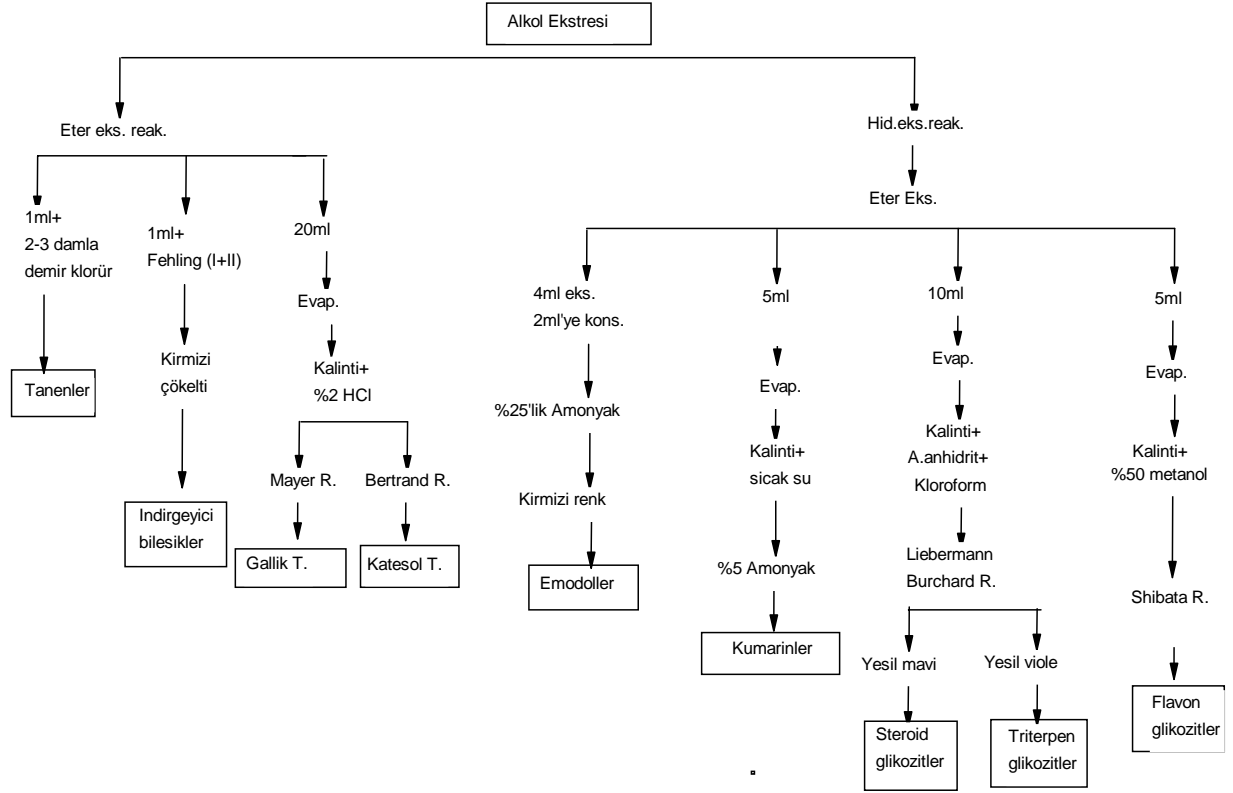 Alkol Ekstresi
Eter eks. reak.
1ml+
2-3 damla
demir klorür
Tanenler
1ml+
Fehling (I+II)
Kirmizi
çökelti
Indirgeyici
bilesikler
20ml
Evap.
Kalinti+
%2 HCl
Mayer R.
Gallik T.
Bertrand R.
Katesol T.
Hid.eks.reak.
Eter Eks.
4ml eks.
2ml'ye kons.
%25'lik Amonyak
Kirmizi renk
Emodoller
5ml
Evap.
Kalinti+
sicak su
%5 Amonyak
Kumarinler
10ml
Evap.
Kalinti+
A.anhidrit+
Kloroform
Liebermann
Burchard R.
Yesil mavi
Steroid
glikozitler
Yesil viole
Triterpen
glikozitler
5ml
Evap.
Kalinti+
%50 metanol
Shibata R.
Flavon
glikozitler